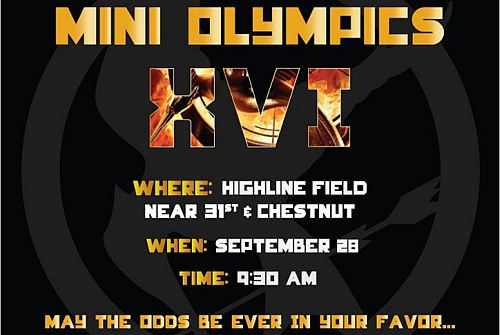 MINI OLYMPICS
XVI
WHERE: HIGHLINE FIELD
NEAR 31ST & CHESTNUT
WHEN: SEPTEMBER 28
TIME: 9:30 AM
MAY THE ODDS BE EVER IN YOUR FAVOR...